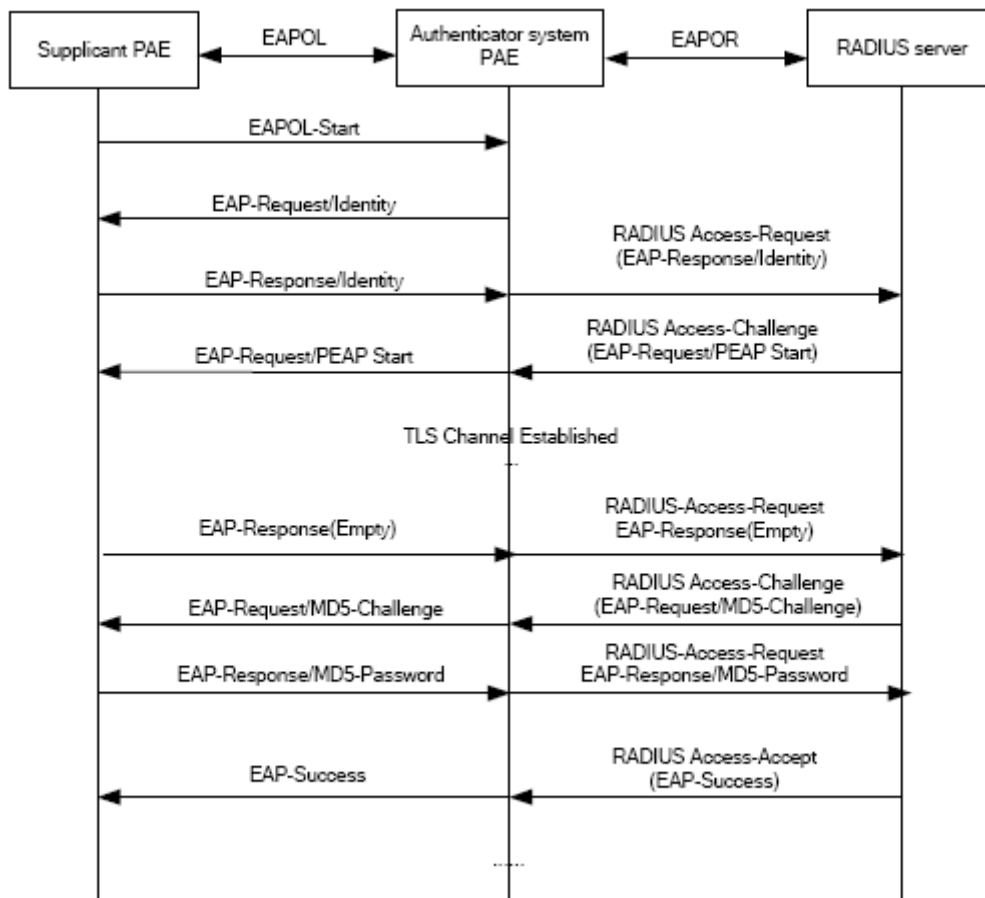 Supplicant PAE
EAPOL
Authenticator system
PAE
EAPOR
RADIUS server
EAPOL-Start
EAP-Request/Identity
RADIUS Access-Request
(EAP-Response/Identity)
EAP-Response/Identity
RADIUS Access-Challenge
(EAP-Request/PEAP Start)
EAP-Request/PEAP Start
TLS Channel Established
RADIUS-Access-Request
EAP-Response(Empty)
EAP-Response(Empty)
RADIUS Access-Challenge
(EAP-Request/MD5-Challenge)
EAP-Request/MD5-Challenge
RADIUS-Access-Request
EAP-Response/MD5-Password
EAP-Response/MD5-Password
RADIUS Access-Accept
(EAP-Success)
EAP-Success